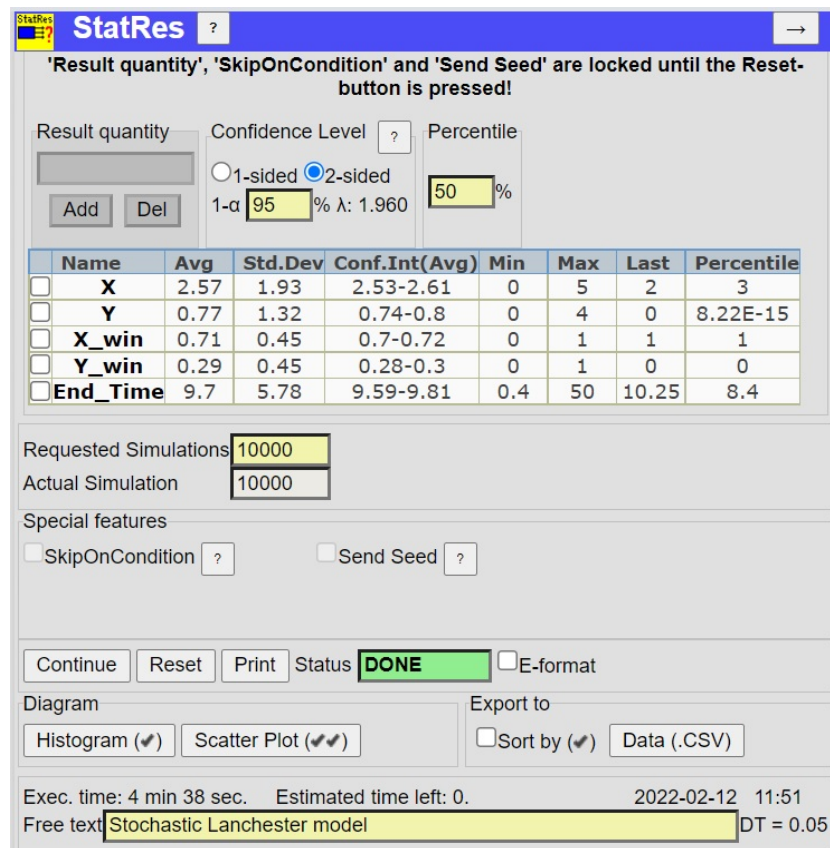 StatRes
StatRes ? →
'Result quantity', 'SkipOnCondition' and 'Send Seed' are locked until the Reset-
button is pressed!
Result quantity Confidence Level ? Percentile
1-sided 2-sided
Add Del 1-α 95 % λ: 1.960 50 %
Name Avg Std.Dev Conf.Int(Avg) Min Max Last Percentile
X 2.57 1.93 2.53-2.61 0 5 2 3
Y 0.77 1.32 0.74-0.8 0 4 0 8.22E-15
X_win 0.71 0.45 0.7-0.72 0 1 1 1
Y_win 0.29 0.45 0.28-0.3 0 1 0 0
End_Time 9.7 5.78 9.59-9.81 0.4 50 10.25 8.4
Requested Simulations 10000
Actual Simulation 10000
Special features
SkipOnCondition ? Send Seed ?
Continue Reset Print Status DONE E-format
Diagram Export to
Histogram (✔) Scatter Plot (✔✔) Sort by (✔) Data (.CSV)
Exec. time: 4 min 38 sec. Estimated time left: 0. 2022-02-12 11:51
Free text Stochastic Lanchester model DT = 0.05